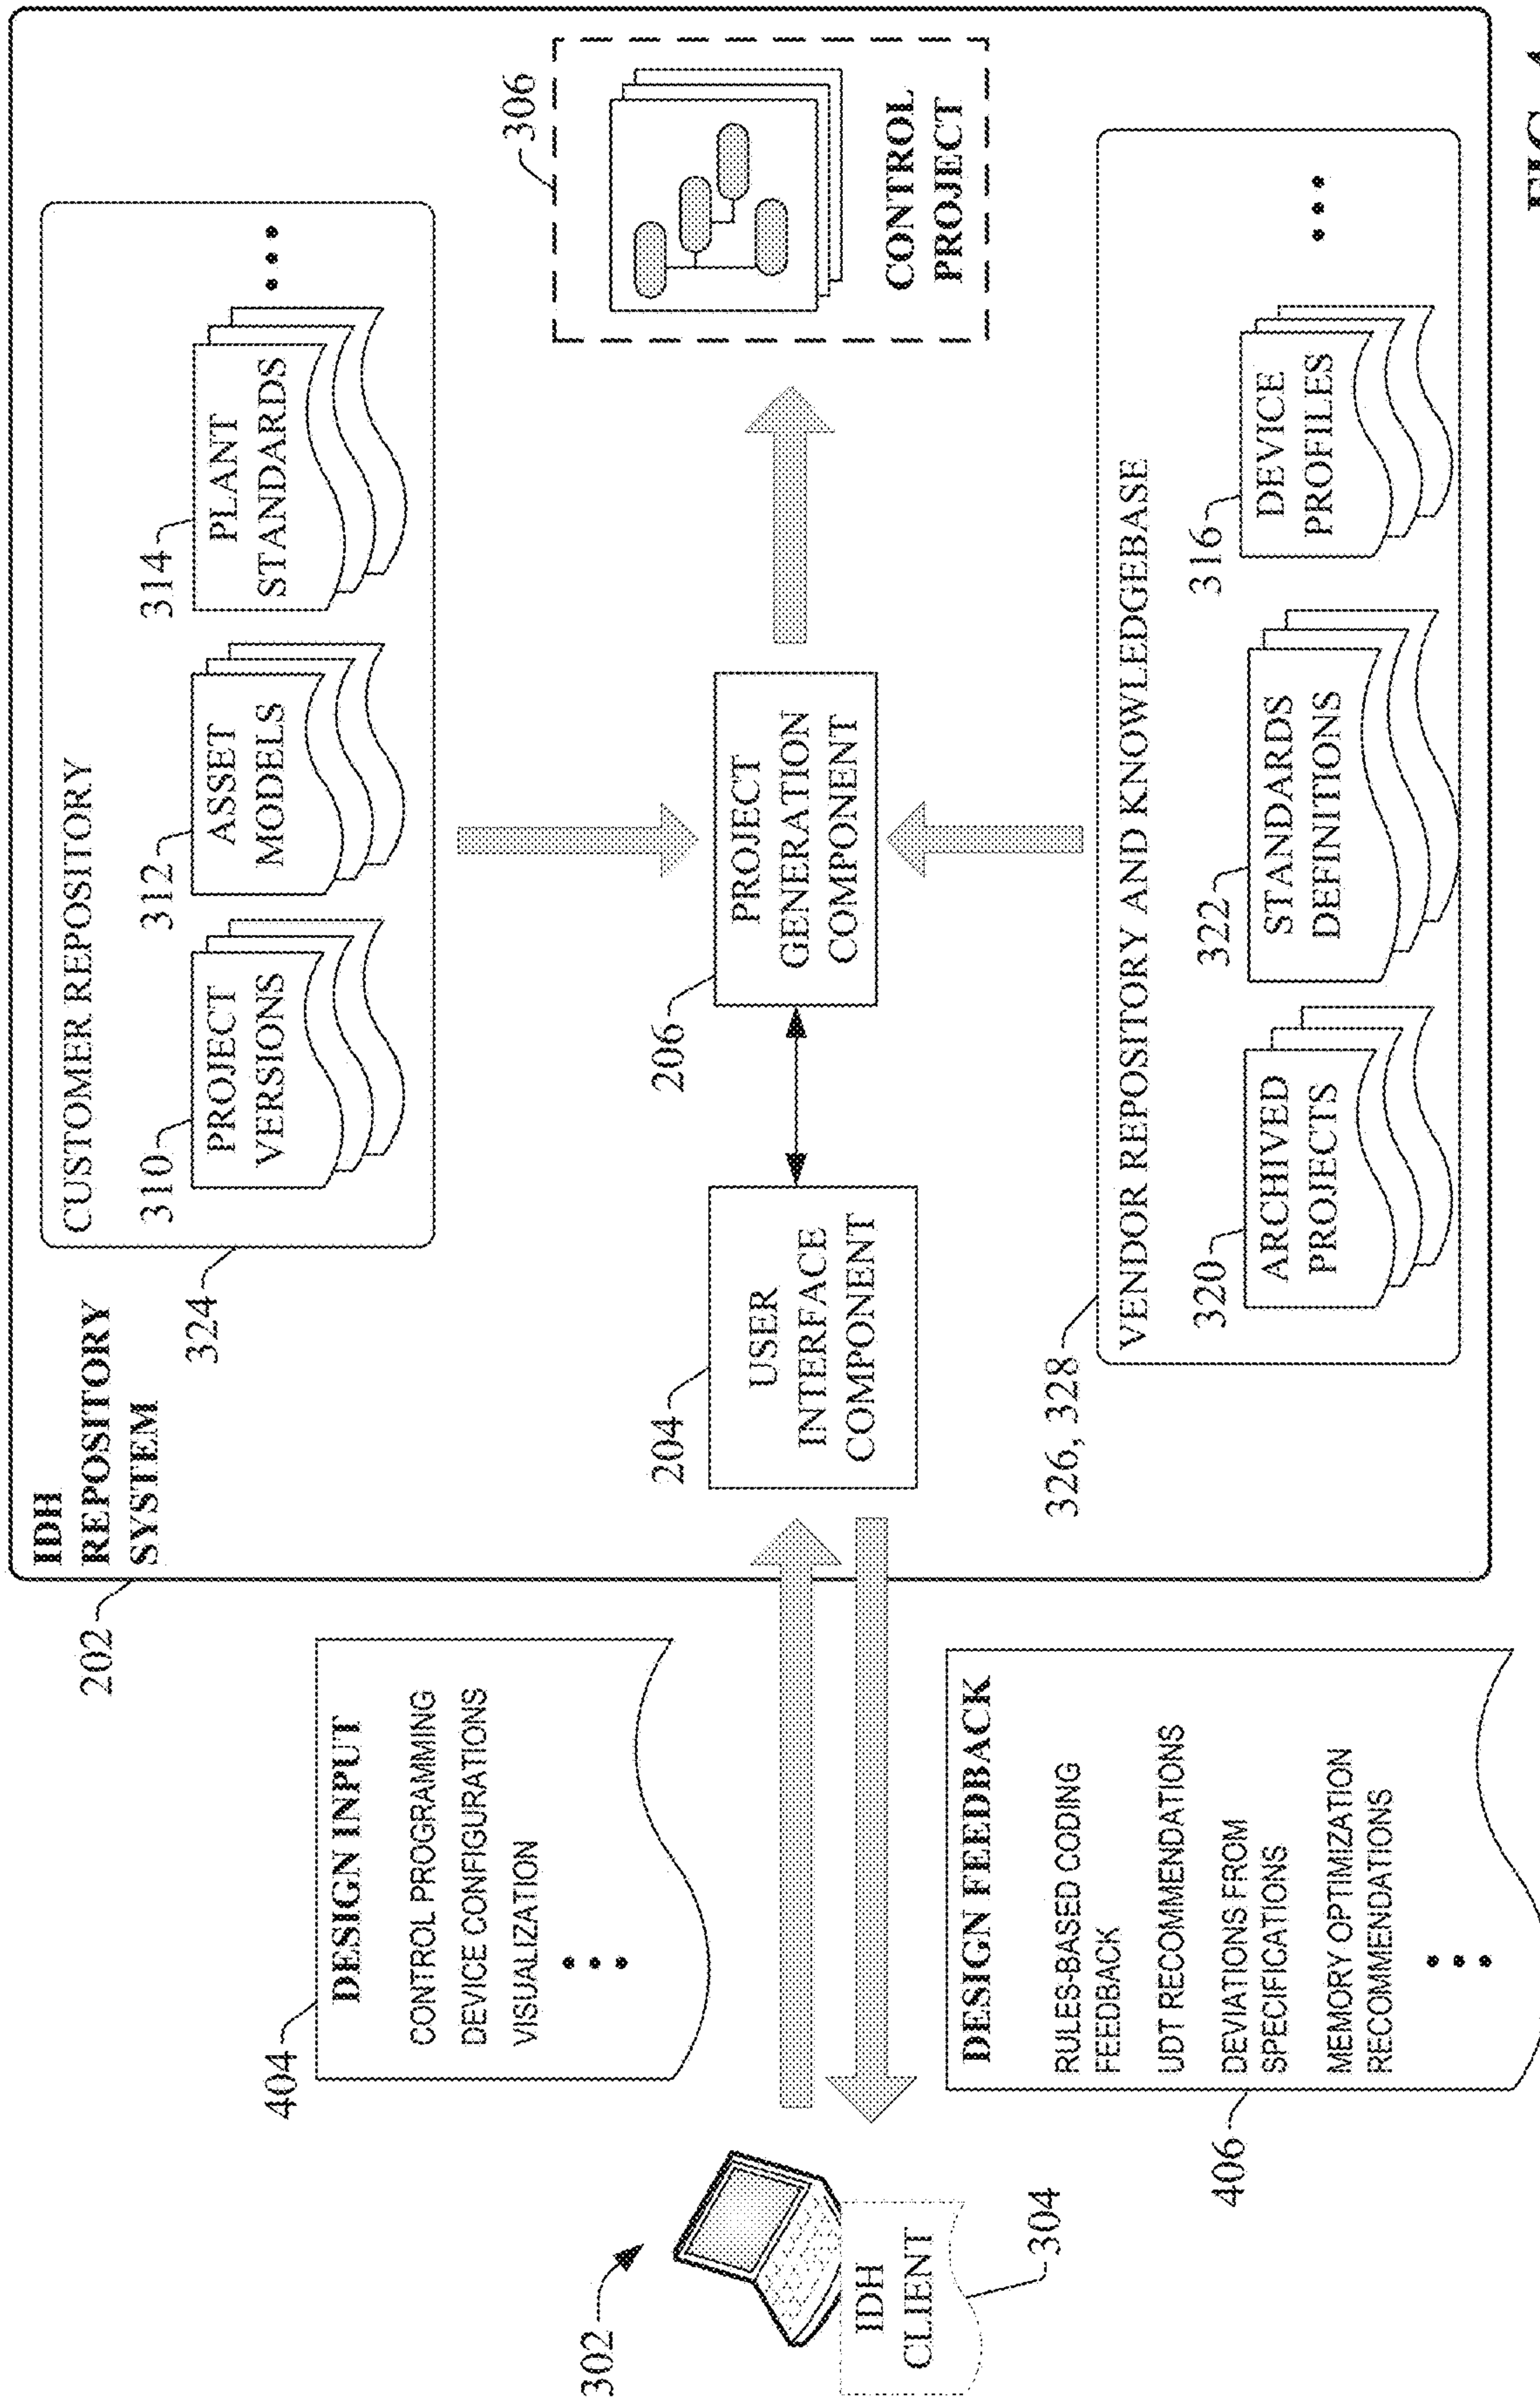 IDH
REPOSITORY
SYSTEM
202
CUSTOMER REPOSITORY
324
310
PROJECT
VERSIONS
312
ASSET
MODELS
314
PLANT
STANDARDS
404
DESIGN INPUT
CONTROL PROGRAMMING
DEVICE CONFIGURATIONS
VISUALIZATION
302
IDH
CLIENT
304
204
USER
INTERFACE
COMPONENT
206
PROJECT
GENERATION
COMPONENT
306
CONTROL
PROJECT
406
DESIGN FEEDBACK
RULES-BASED CODING
FEEDBACK
UDT RECOMMENDATIONS
DEVIATIONS FROM
SPECIFICATIONS
MEMORY OPTIMIZATION
RECOMMENDATIONS
326, 328
VENDOR REPOSITORY AND KNOWLEDGEBASE
320
ARCHIVED
PROJECTS
322
STANDARDS
DEFINITIONS
316
DEVICE
PROFILES